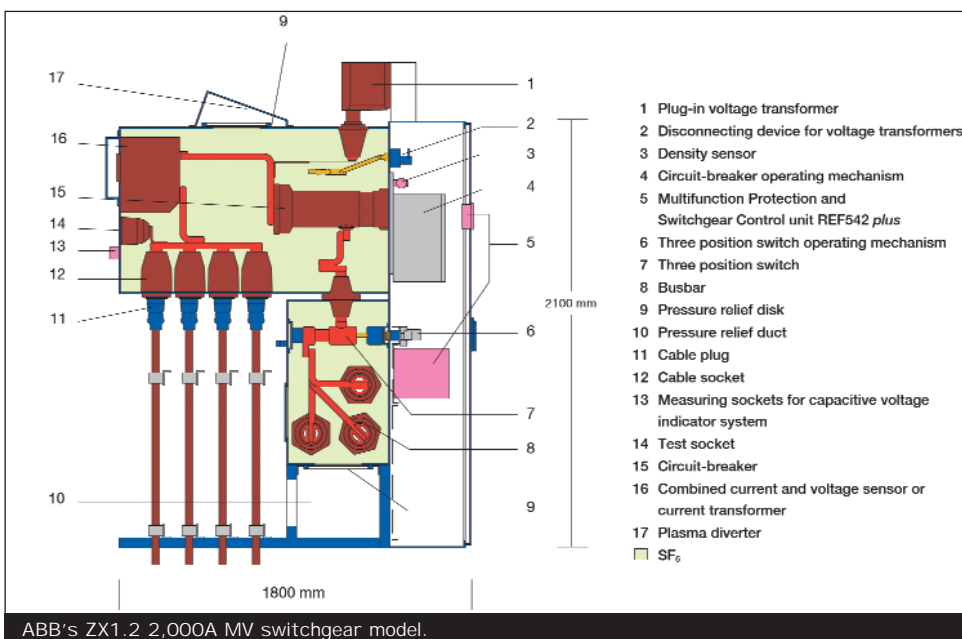 9
17
16
15
14
13
12
11
10
1
2
3
4
5
6
7
8
9
2100 mm
1800 mm
1 Plug-in voltage transformer
2 Disconnecting device for voltage transformers
3 Density sensor
4 Circuit-breaker operating mechanism
5 Multifunction Protection and
Switchgear Control unit REF542 plus
6 Three position switch operating mechanism
7 Three position switch
8 Busbar
9 Pressure relief disk
10 Pressure relief duct
11 Cable plug
12 Cable socket
13 Measuring sockets for capacitive voltage
indicator system
14 Test socket
15 Circuit-breaker
16 Combined current and voltage sensor or
current transformer
17 Plasma diverter
SF₆
ABB's ZX1.2 2,000A MV switchgear model.